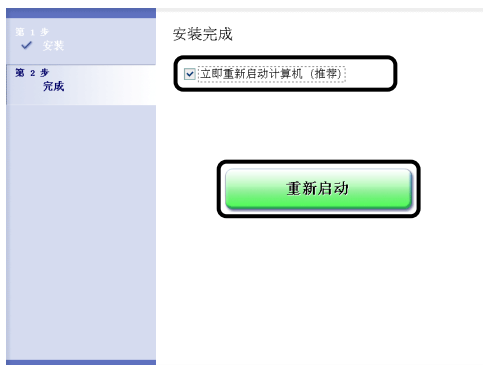 第 1 步
安装
第 2 步
完成
安装完成
立即重新启动计算机 (推荐)
重新启动